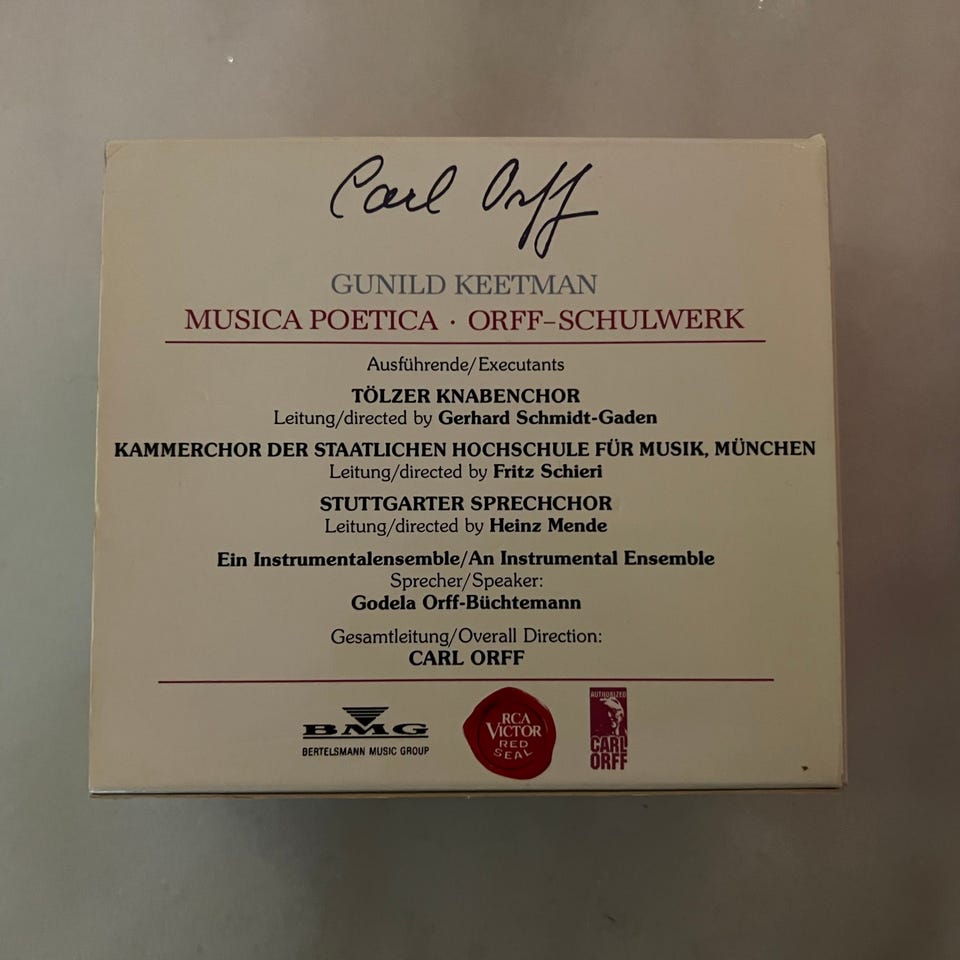 Carl Orff
GUNILD KEETMAN
MUSICA POETICA · ORFF-SCHULWERK
Ausführende/Executants
TÖLZER KNABENCHOR
Leitung/directed by Gerhard Schmidt-Gaden
KAMMERCHOR DER STAATLICHEN HOCHSCHULE FÜR MUSIK, MÜNCHEN
Leitung/directed by Fritz Schieri
STUTTGARTER SPRECHCHOR
Leitung/directed by Heinz Mende
Ein Instrumentalensemble/An Instrumental Ensemble
Sprecher/Speaker:
Godela Orff-Büchtemann
Gesamtleitung/Overall Direction:
CARL ORFF
BMG
BERTELSMANN MUSIC GROUP
RCA
VICTOR
RED
SEAL
AUTHORIZED
CARL
ORFF